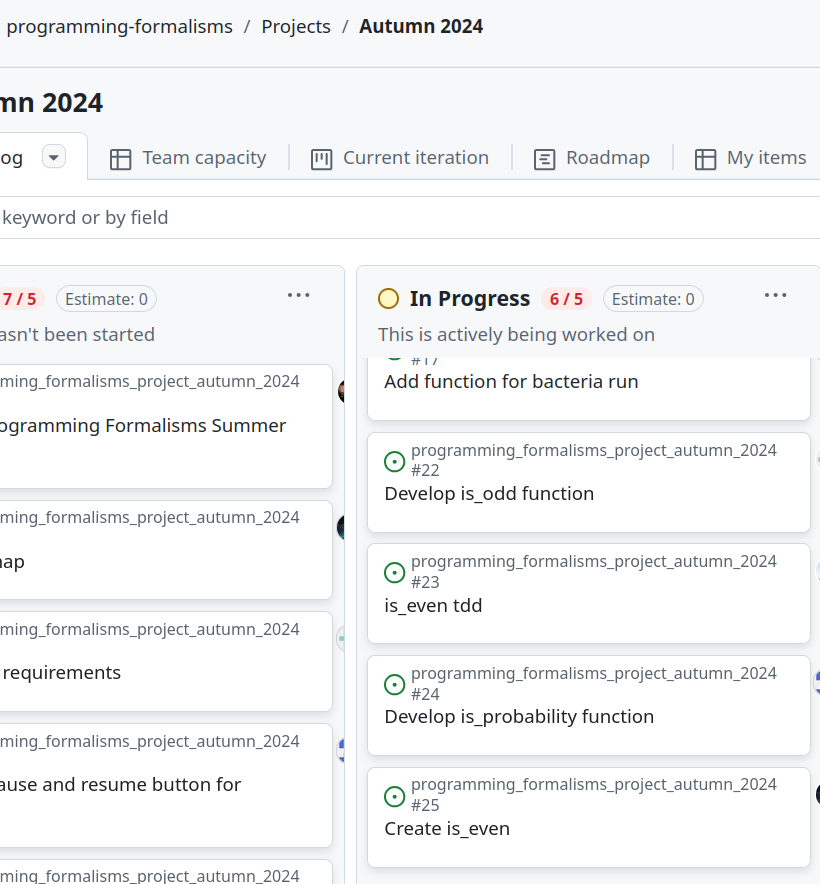 programming-formalisms / Projects / Autumn 2024
mn 2024
og Team capacity Current iteration Roadmap My items
keyword or by field
7 / 5 Estimate: 0
asn't been started
ming_formalisms_project_autumn_2024
ogramming Formalisms Summer
ming_formalisms_project_autumn_2024
nap
ming_formalisms_project_autumn_2024
requirements
ming_formalisms_project_autumn_2024
ause and resume button for
ming_formalisms_project_autumn_2024
In Progress 6 / 5 Estimate: 0
This is actively being worked on
#17
Add function for bacteria run
programming_formalisms_project_autumn_2024
#22
Develop is_odd function
programming_formalisms_project_autumn_2024
#23
is_even tdd
programming_formalisms_project_autumn_2024
#24
Develop is_probability function
programming_formalisms_project_autumn_2024
#25
Create is_even